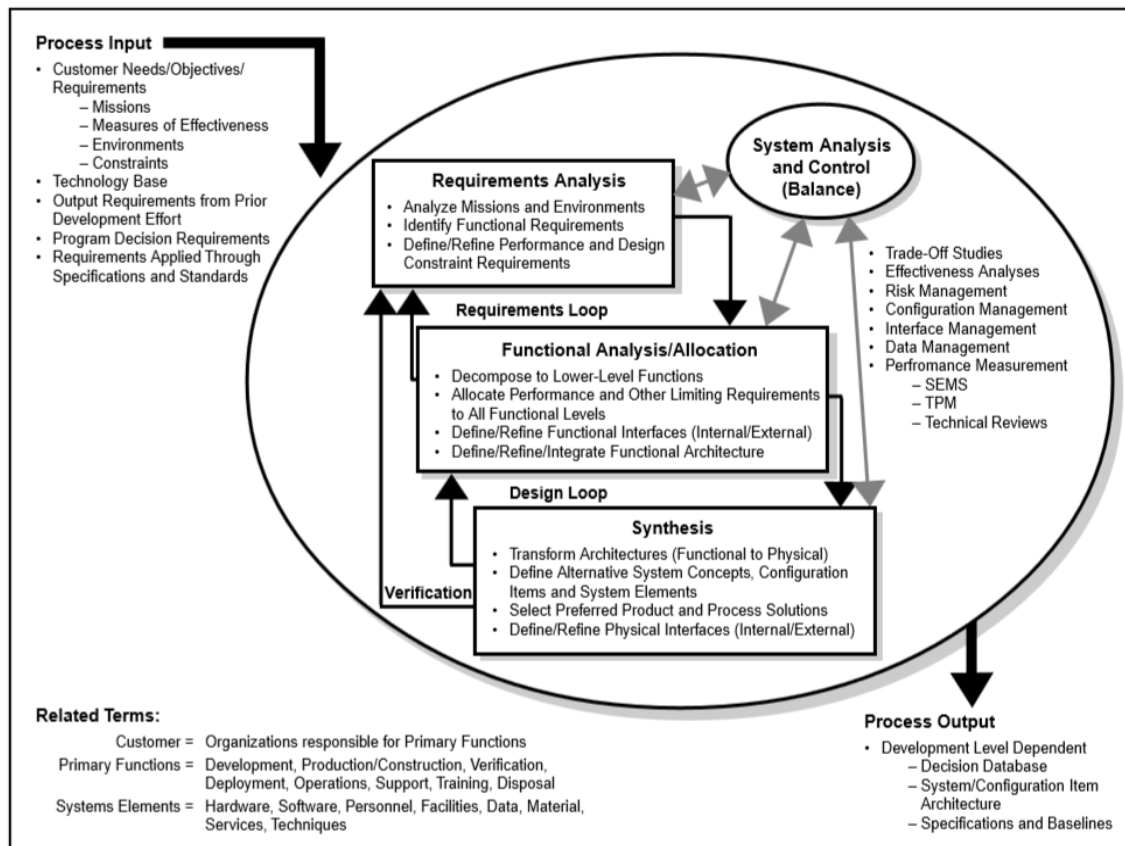 Process Input
• Customer Needs/Objectives/
Requirements
– Missions
– Measures of Effectiveness
– Environments
– Constraints
• Technology Base
• Output Requirements from Prior
Development Effort
• Program Decision Requirements
• Requirements Applied Through
Specifications and Standards
System Analysis
and Control
(Balance)
Requirements Analysis
• Analyze Missions and Environments
• Identify Functional Requirements
• Define/Refine Performance and Design
Constraint Requirements
• Trade-Off Studies
• Effectiveness Analyses
• Risk Management
• Configuration Management
• Interface Management
• Data Management
• Perfromance Measurement
– SEMS
– TPM
– Technical Reviews
Requirements Loop
Functional Analysis/Allocation
• Decompose to Lower-Level Functions
• Allocate Performance and Other Limiting Requirements
to All Functional Levels
• Define/Refine Functional Interfaces (Internal/External)
• Define/Refine/Integrate Functional Architecture
Design Loop
Synthesis
• Transform Architectures (Functional to Physical)
• Define Alternative System Concepts, Configuration
Items and System Elements
• Select Preferred Product and Process Solutions
• Define/Refine Physical Interfaces (Internal/External)
Verification
Related Terms:
Customer = Organizations responsible for Primary Functions
Primary Functions = Development, Production/Construction, Verification,
Deployment, Operations, Support, Training, Disposal
Systems Elements = Hardware, Software, Personnel, Facilities, Data, Material,
Services, Techniques
Process Output
• Development Level Dependent
– Decision Database
– System/Configuration Item
Architecture
– Specifications and Baselines